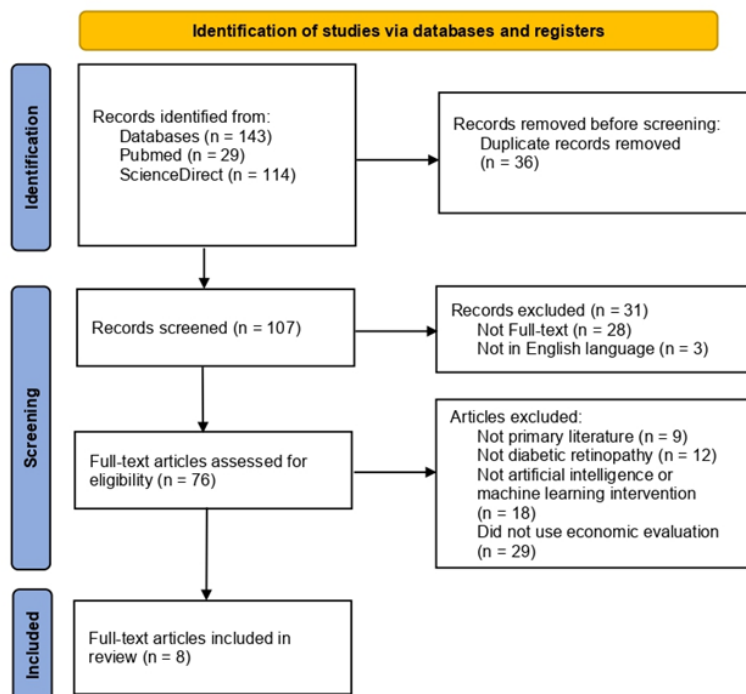 Identification of studies via databases and registers
Identification
Records identified from:
Databases (n = 143)
Pubmed (n = 29)
ScienceDirect (n = 114)
Records removed before screening:
Duplicate records removed
(n = 36)
Screening
Records screened (n = 107)
Records excluded (n = 31)
Not Full-text (n = 28)
Not in English language (n = 3)
Full-text articles assessed for
eligibility (n = 76)
Articles excluded:
Not primary literature (n = 9)
Not diabetic retinopathy (n = 12)
Not artificial intelligence or
machine learning intervention
(n = 18)
Did not use economic evaluation
(n = 29)
Included
Full-text articles included in
review (n = 8)